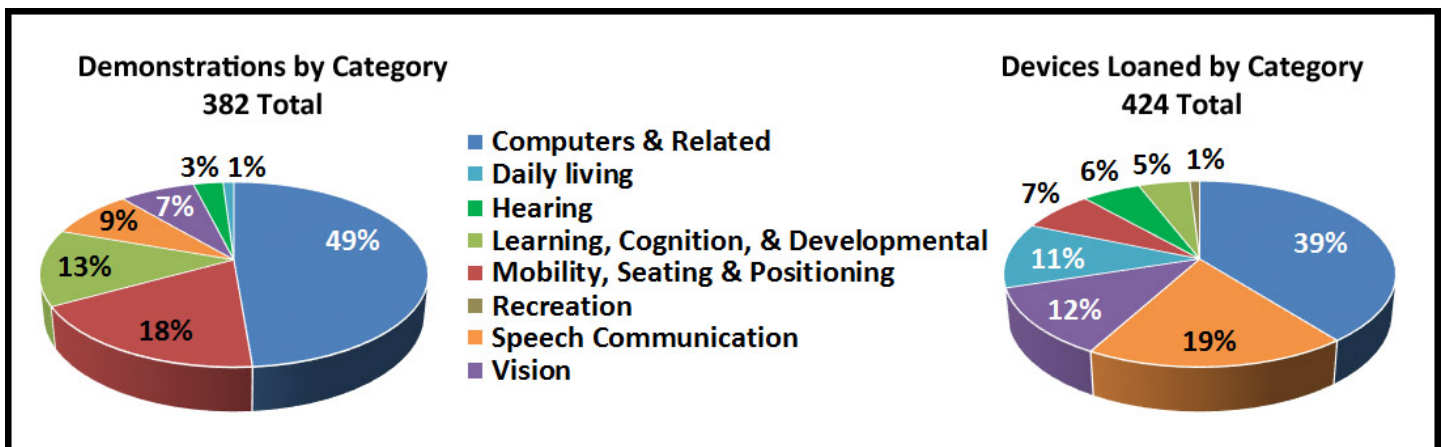 Demonstrations by Category
382 Total
3%
1%
7%
9%
49%
13%
18%
Computers & Related
Daily living
Hearing
Learning, Cognition, & Developmental
Mobility, Seating & Positioning
Recreation
Speech Communication
Vision
Devices Loaned by Category
424 Total
1%
5%
6%
7%
39%
11%
12%
19%